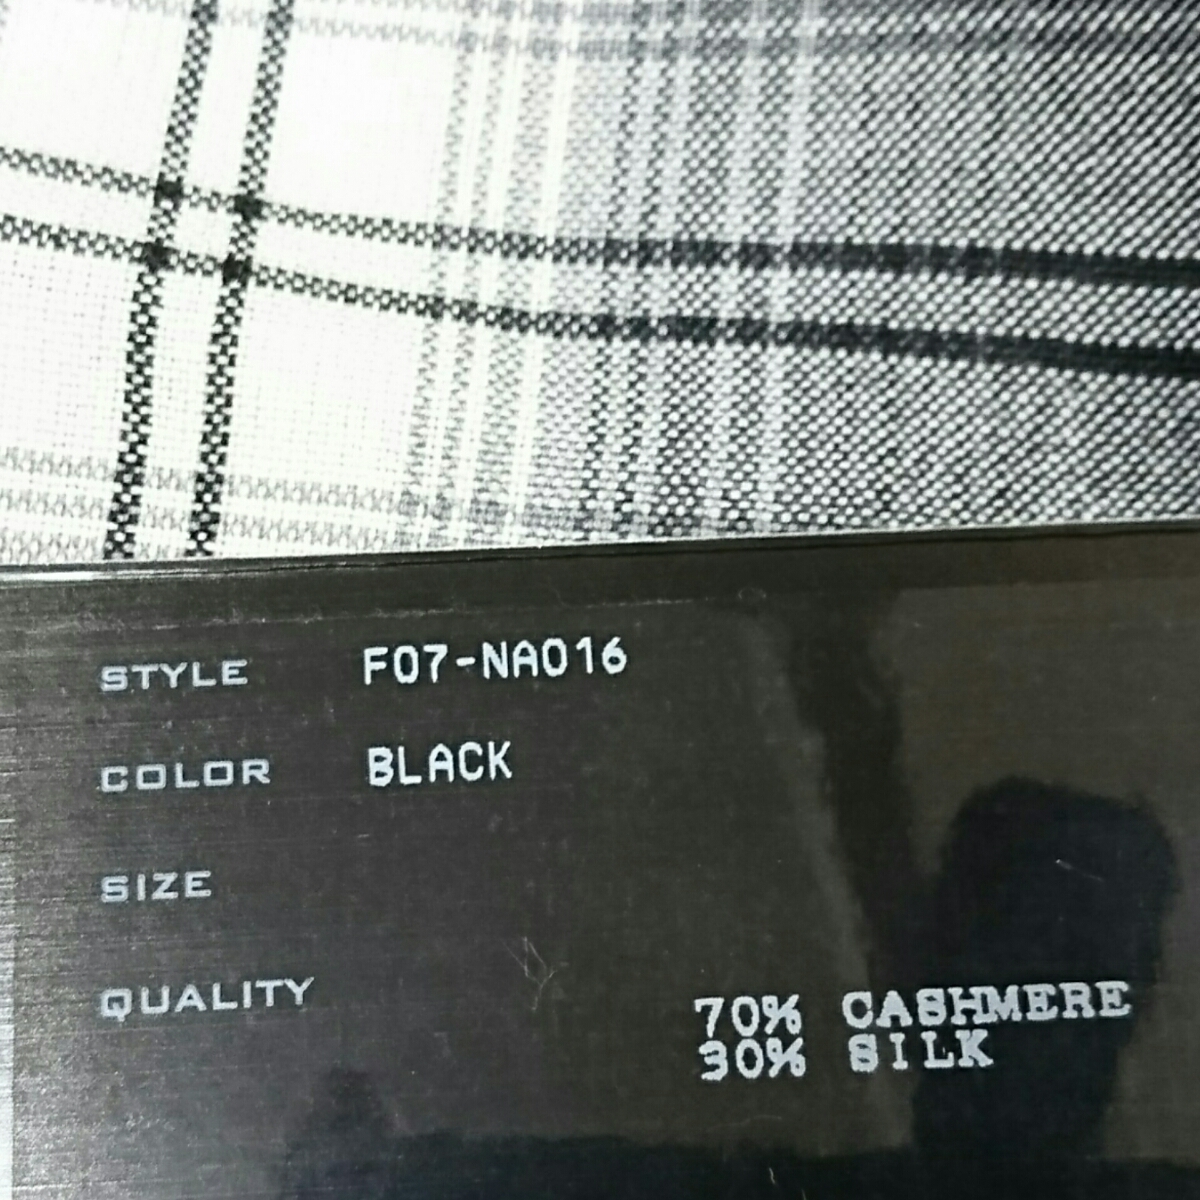 STYLE F07-NA016
COLOR BLACK
SIZE
QUALITY
70% CASHMERE
30% SILK